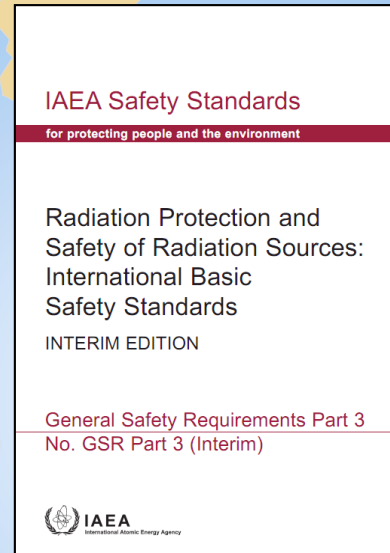 IAEA Safety Standards
for protecting people and the environment
Radiation Protection and
Safety of Radiation Sources:
International Basic
Safety Standards
INTERIM EDITION
General Safety Requirements Part 3
No. GSR Part 3 (Interim)
IAEA
International Atomic Energy Agency